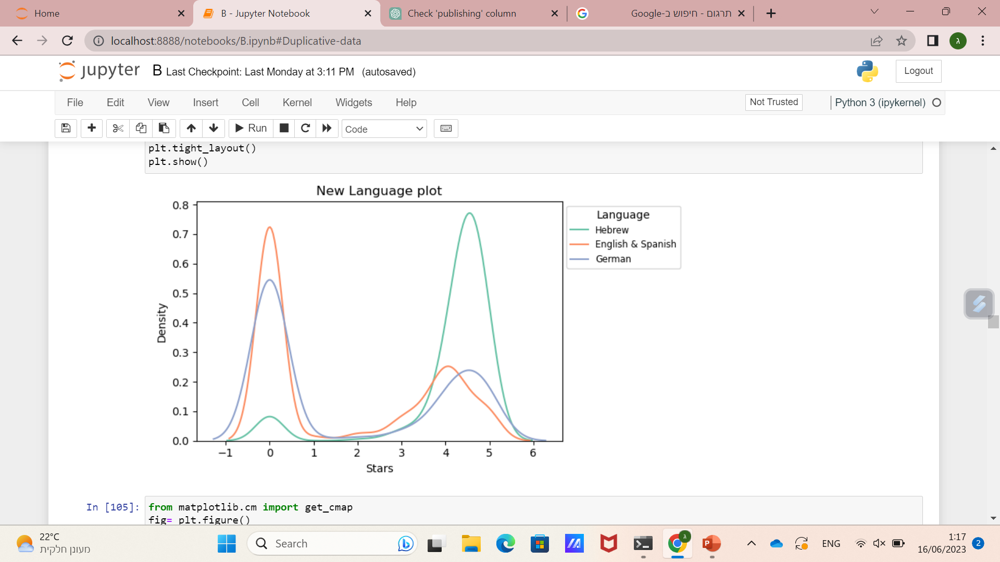 Home
B - Jupyter Notebook
Check 'publishing' column
תרגום - חיפוש ב-Google
localhost:8888/notebooks/B.ipynb#Duplicative-data
ג
jupyter B Last Checkpoint: Last Monday at 3:11 PM (autosaved)
Logout
File Edit View Insert Cell Kernel Widgets Help
Not Trusted
Python 3 (ipykernel)
Run
Code
plt.tight_layout()
plt.show()
New Language plot
0.8
0.7
0.6
0.5
0.4
0.3
0.2
0.1
0.0
Density
−1 0 1 2 3 4 5 6
Stars
Language
Hebrew
English & Spanish
German
In [105]:
from matplotlib.cm import get_cmap
fig= plt.figure()
22°C
מעונן חלקית
Search
ג
P
ENG
1:17
16/06/2023
2